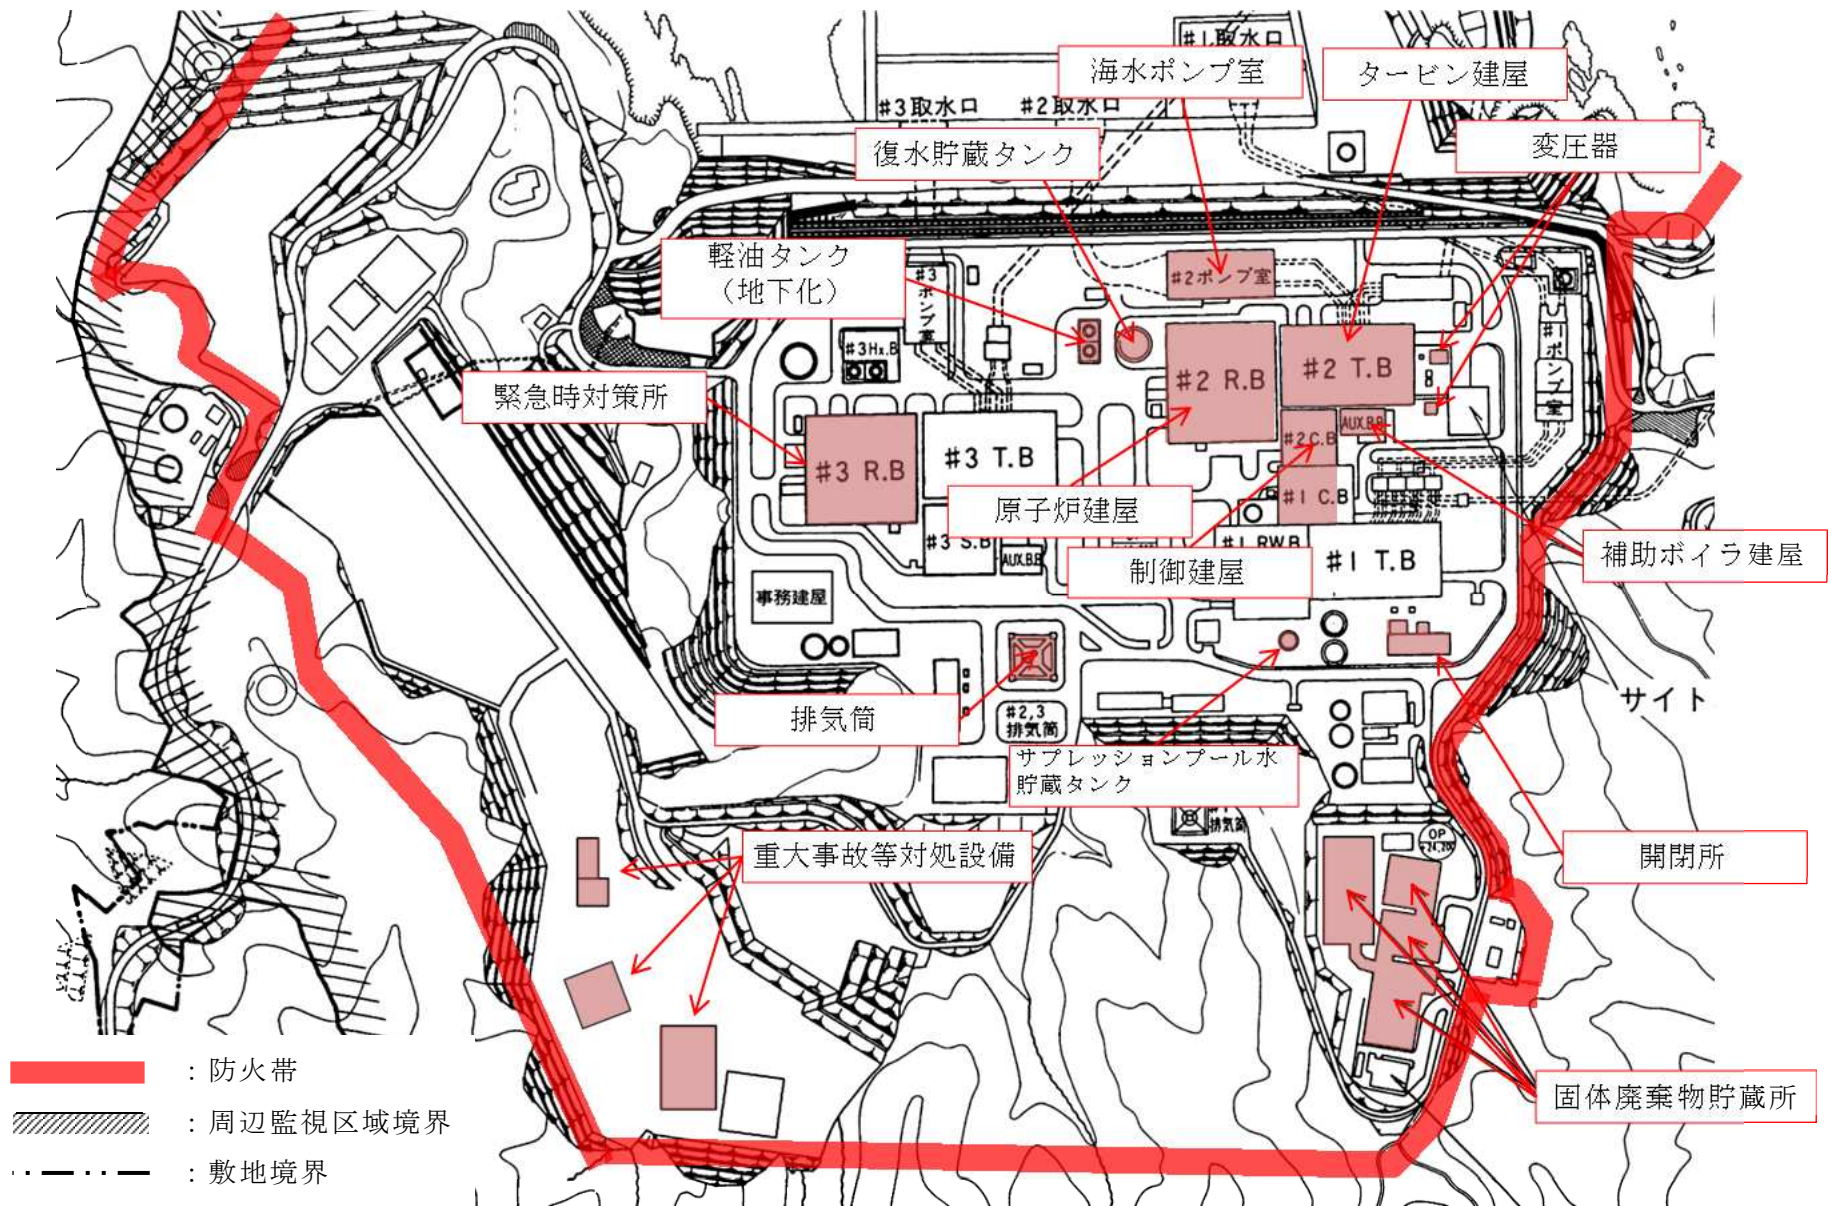 #1取水口
海水ポンプ室
タービン建屋
#3取水口
#2取水口
復水貯蔵タンク
変圧器
軽油タンク
（地下化）
#3
ポンプ室
#2ポンプ室
#1
ポンプ室
#3Hx.B
#2 R.B
#2 T.B
緊急時対策所
AUX.B.B
#2C.B
#3 R.B
#3 T.B
#1 C.B
原子炉建屋
#3 S.B
#1 RW.B
#1 T.B
AUX.B.B
制御建屋
補助ボイラ建屋
事務建屋
サイト
排気筒
#2,3
排気筒
サプレッションプール水
貯蔵タンク
排気筒
OP
開閉所
重大事故等対処設備
固体廃棄物貯蔵所
：防火帯
：周辺監視区域境界
：敷地境界